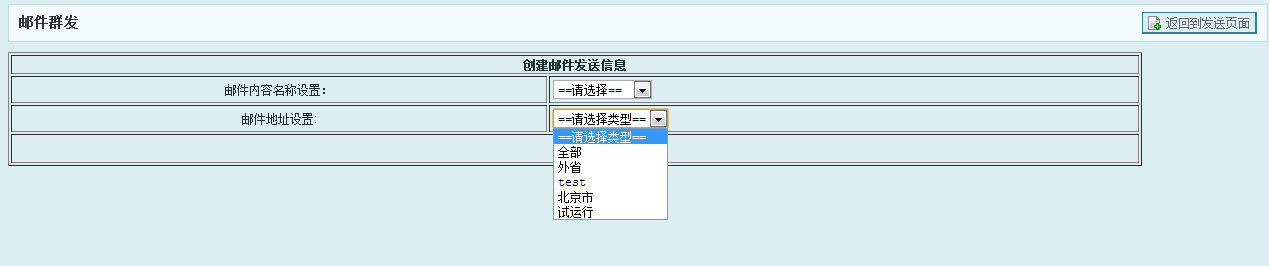 邮件群发
返回到发送页面
创建邮件发送信息
邮件内容名称设置：
==请选择==
邮件地址设置:
==请选择类型==
==请选择类型==
全部
外省
test
北京市
试运行